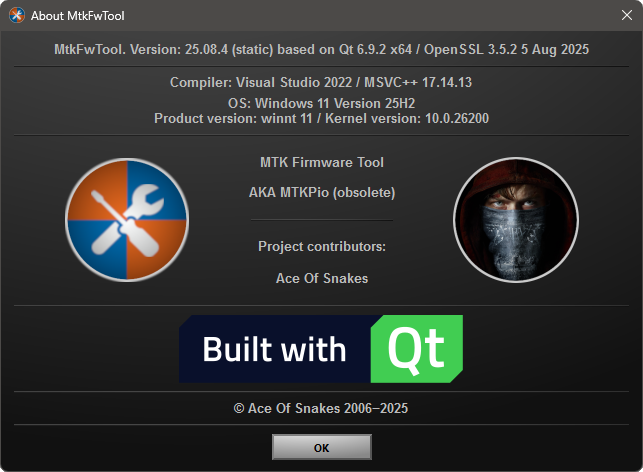 About MtkFwTool
MtkFwTool. Version: 25.08.4 (static) based on Qt 6.9.2 x64 / OpenSSL 3.5.2 5 Aug 2025
Compiler: Visual Studio 2022 / MSVC++ 17.14.13
OS: Windows 11 Version 25H2
Product version: winnt 11 / Kernel version: 10.0.26200
MTK Firmware Tool
AKA MTKPio (obsolete)
Project contributors:
Ace Of Snakes
Built with Qt
© Ace Of Snakes 2006–2025
OK